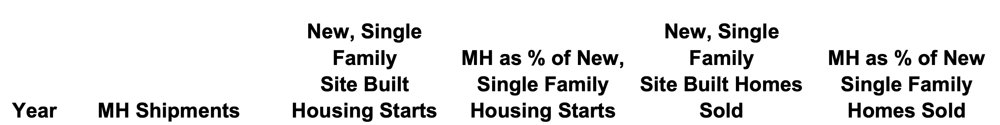 Year
MH Shipments
New, Single
Family
Site Built
Housing Starts
MH as % of New,
Single Family
Housing Starts
New, Single
Family
Site Built Homes
Sold
MH as % of New
Single Family
Homes Sold